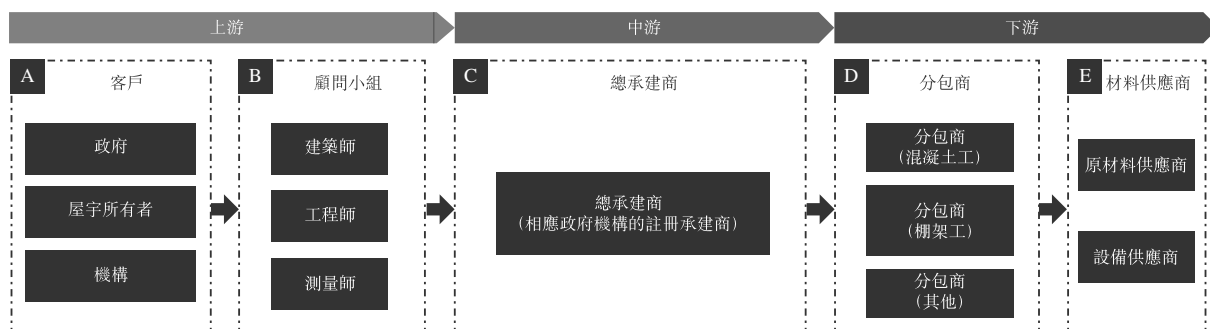 上游
中游
下游
A
客戶
政府
屋宇所有者
機構
B
顧問小組
建築師
工程師
測量師
C
總承建商
總承建商
(相應政府機構的註冊承建商)
D
分包商
分包商
(混凝土工)
分包商
(棚架工)
分包商
(其他)
E
材料供應商
原材料供應商
設備供應商